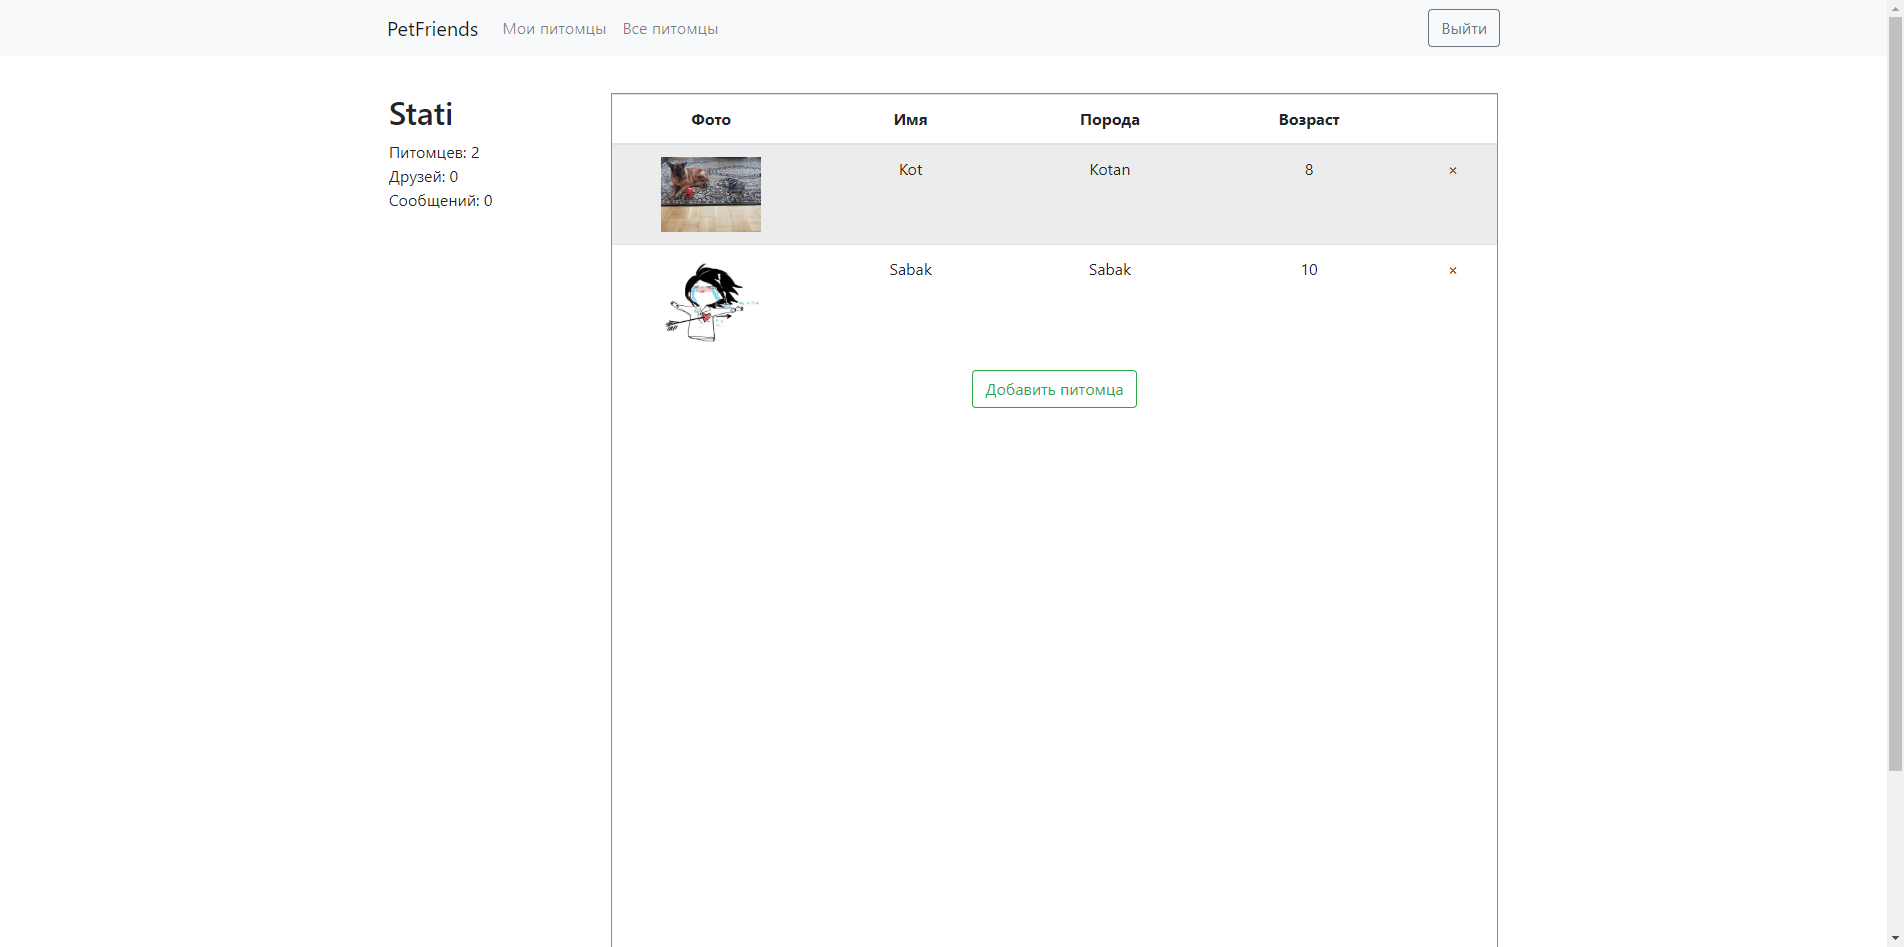 PetFriends Мои питомцы Все питомцы Выйти
Stati
Питомцев: 2
Друзей: 0
Сообщений: 0
Фото Имя Порода Возраст
Kot Kotan 8 ×
Sabak Sabak 10 ×
Добавить питомца